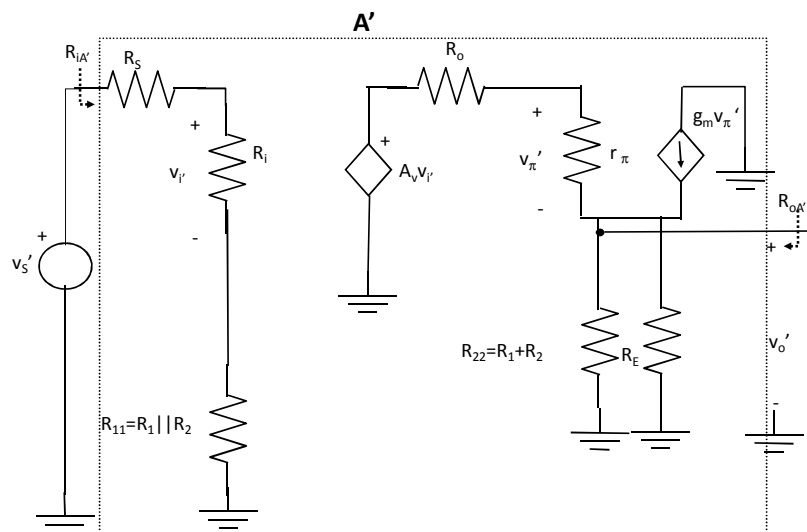 A'
R_iA'
R_S
R_o
+
v_i'
-
R_i
+
A_v v_i'
+
v_π'
-
r_π
g_m v_π'
R_oA'
+
v_S'
+
v_o'
-
R_22=R_1+R_2
R_E
R_11=R_1||R_2